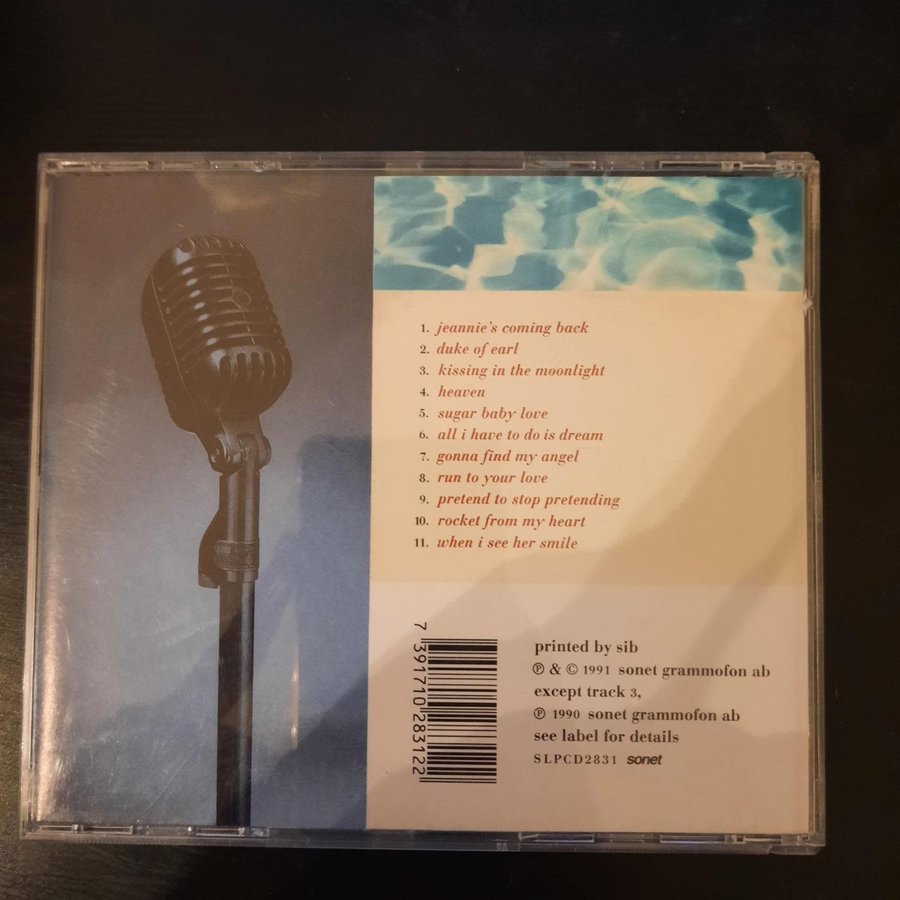 1. jeannie's coming back
2. duke of earl
3. kissing in the moonlight
4. heaven
5. sugar baby love
6. all i have to do is dream
7. gonna find my angel
8. run to your love
9. pretend to stop pretending
10. rocket from my heart
11. when i see her smile
7 391710 283122
printed by sib
℗ & © 1991 sonet grammofon ab
except track 3,
℗ 1990 sonet grammofon ab
see label for details
SLPCD2831 sonet